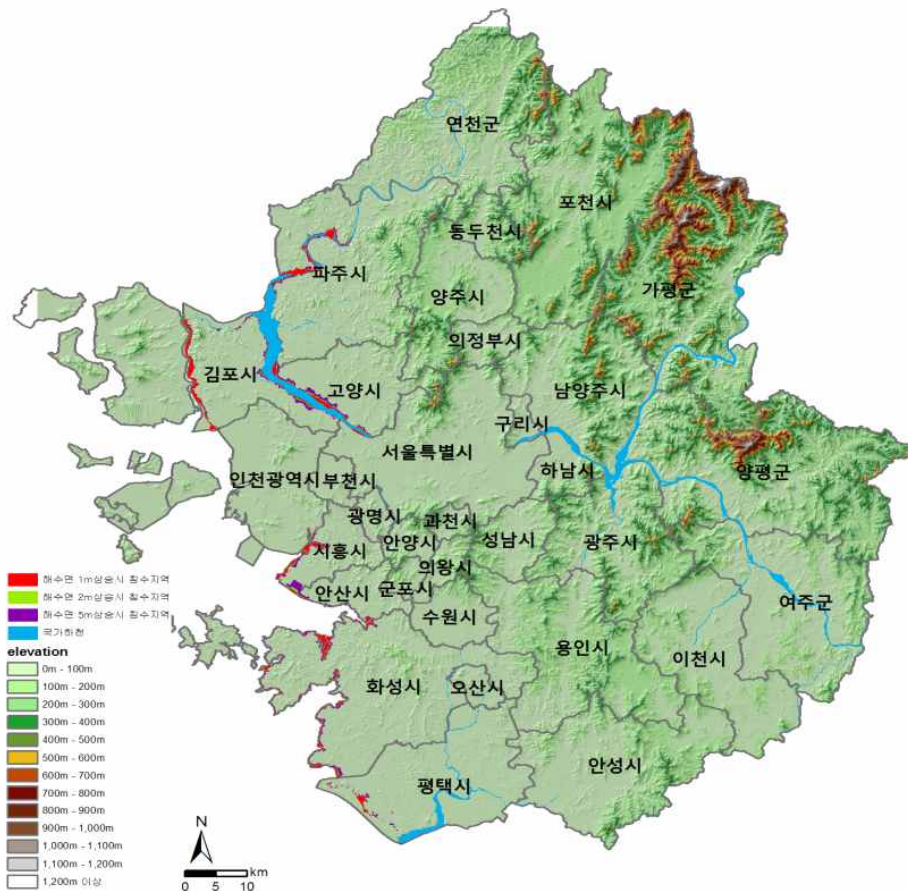 연천군
포천시
동두천시
파주시
가평군
양주시
의정부시
김포시
고양시
남양주시
구리시
서울특별시
인천광역시
부천시
하남시
양평군
광명시
과천시
시흥시
안양시
성남시
광주시
의왕시
안산시
군포시
여주군
수원시
용인시
이천시
화성시
오산시
안성시
평택시
해수면 1m상승시 침수지역
해수면 2m상승시 침수지역
해수면 5m상승시 침수지역
국가하천
elevation
0m - 100m
100m - 200m
200m - 300m
300m - 400m
400m - 500m
500m - 600m
600m - 700m
700m - 800m
800m - 900m
900m - 1,000m
1,000m - 1,100m
1,100m - 1,200m
1,200m 이상
N
km
0 5 10